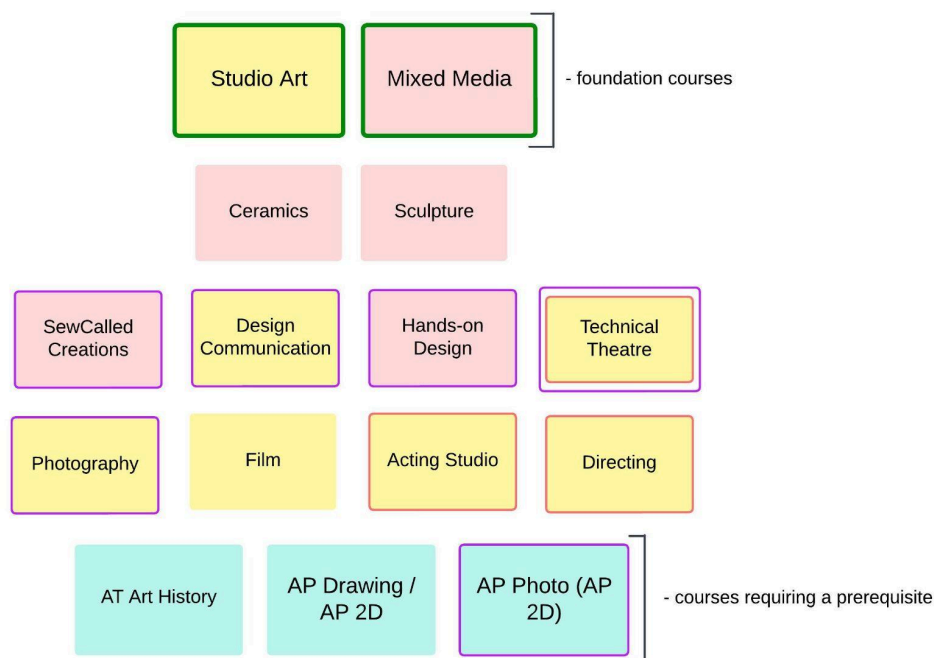 Studio Art
Mixed Media
- foundation courses
Ceramics
Sculpture
SewCalled
Creations
Design
Communication
Hands-on
Design
Technical
Theatre
Photography
Film
Acting Studio
Directing
AT Art History
AP Drawing /
AP 2D
AP Photo (AP
2D)
- courses requiring a prerequisite